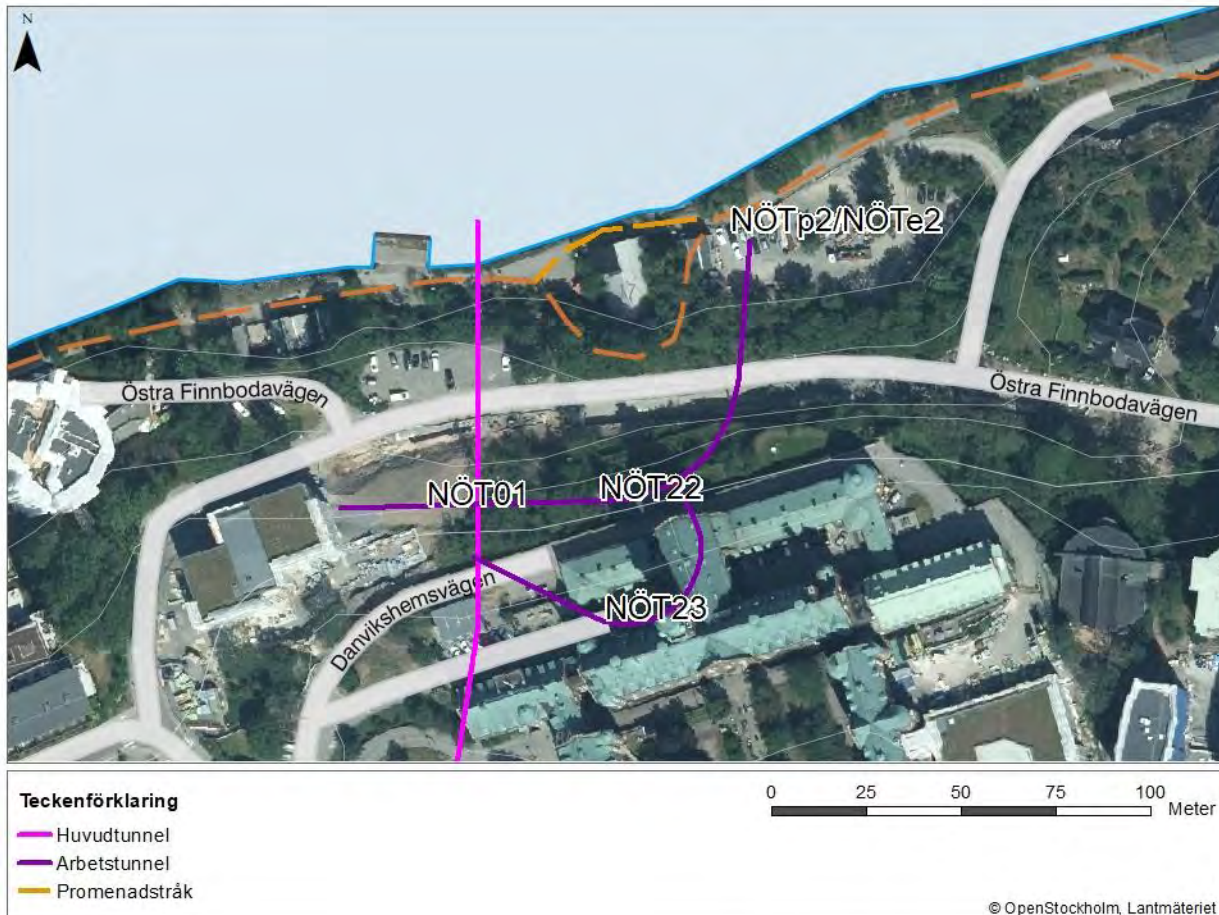 N
NÖTp2/NÖTe2
Östra Finnbodavägen
Östra Finnbodavägen
NÖT01
NÖT22
Danvikshemsvägen
NÖT23
Teckenförklaring
Huvudtunnel
Arbetstunnel
Promenadstråk
0 25 50 75 100
Meter
© OpenStockholm, Lantmäteriet